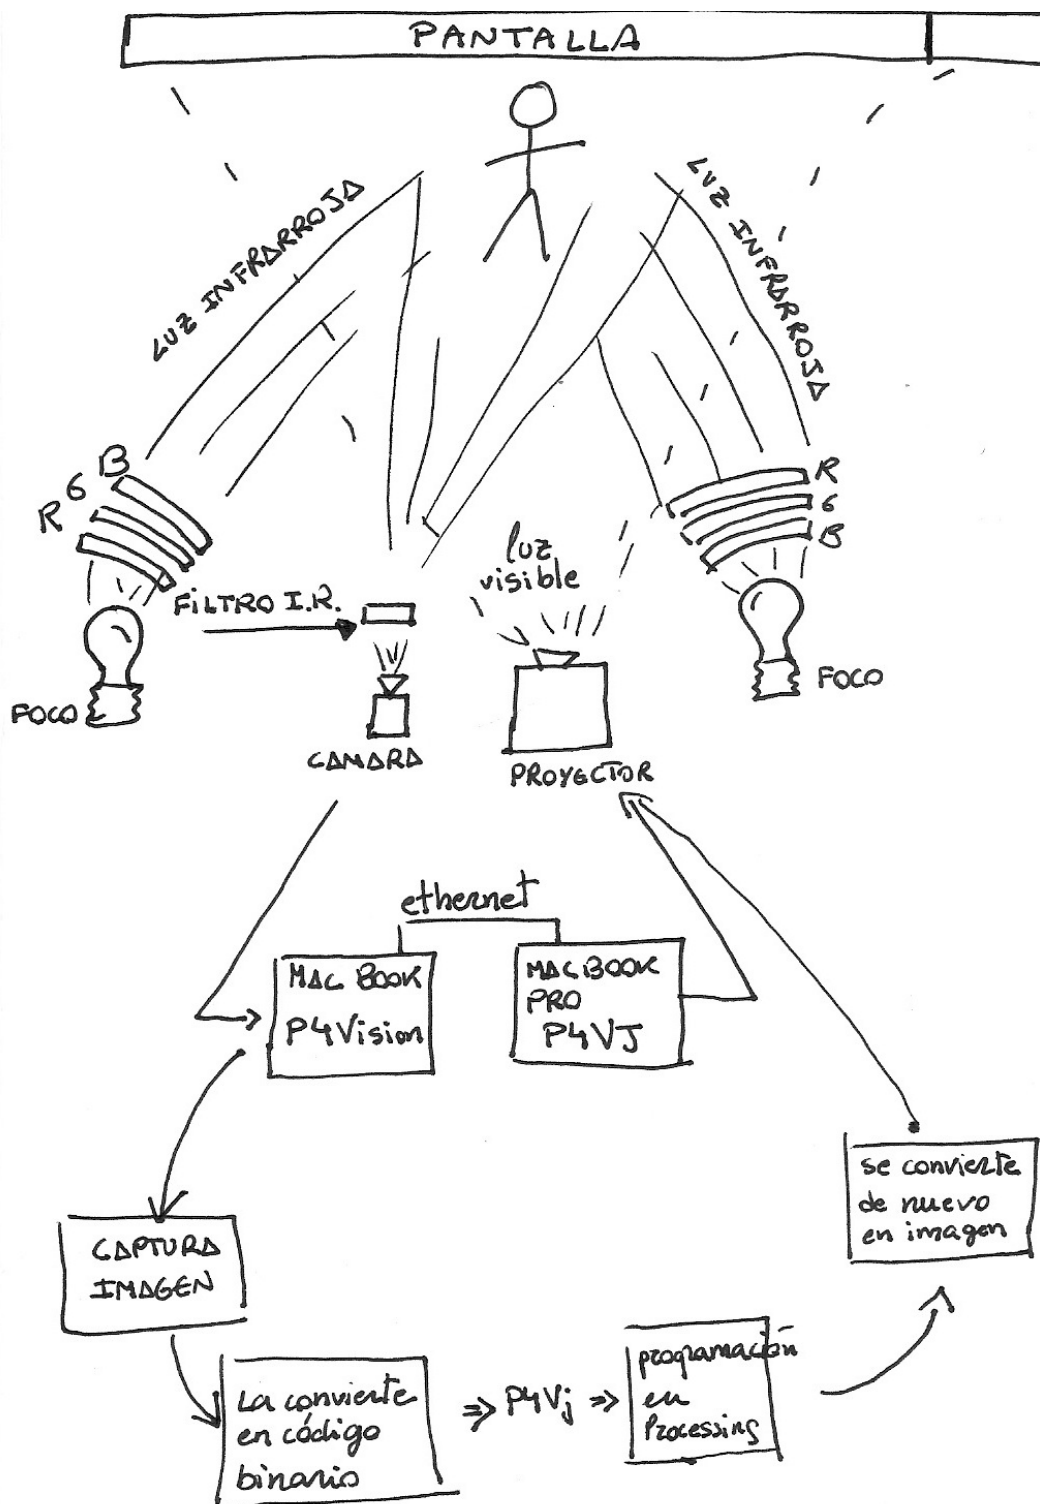 PANTALLA
LUZ INFRARROJA
LUZ INFRARROJA
B
G
R
R
G
B
luz
visible
FILTRO I.R.
FOCO
FOCO
CAMARA
PROYECTOR
ethernet
MAC BOOK
P4Vision
MACBOOK
PRO
P4VJ
se convierte
de nuevo
en imagen
CAPTURA
IMAGEN
La convierte
en código
binario
⇒ P4Vj ⇒
programación
en
Processing